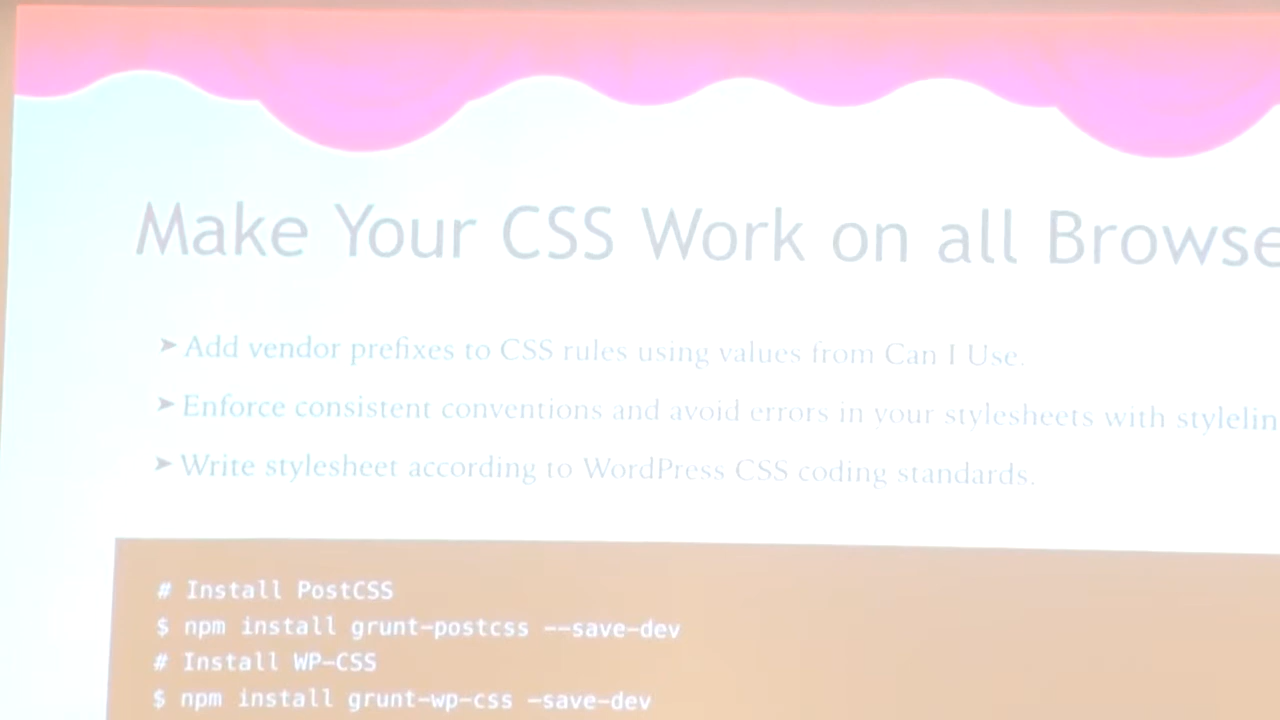 Make Your CSS Work on all Browse
➤ Add vendor prefixes to CSS rules using values from Can I Use.
➤ Enforce consistent conventions and avoid errors in your stylesheets with stylelin
➤ Write stylesheet according to WordPress CSS coding standards.
# Install PostCSS
$ npm install grunt-postcss --save-dev
# Install WP-CSS
$ npm install grunt-wp-css -save-dev